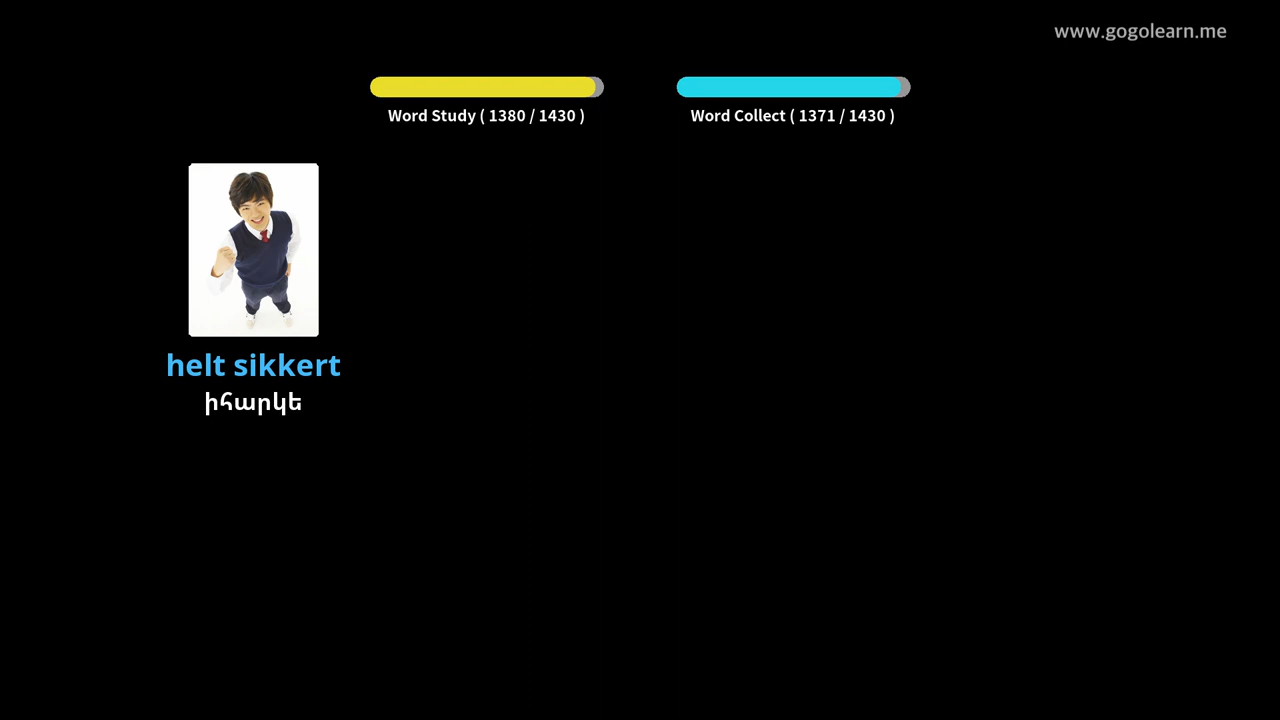 www.gogolearn.me
Word Study ( 1380 / 1430 )
Word Collect ( 1371 / 1430 )
helt sikkert
իհարկե